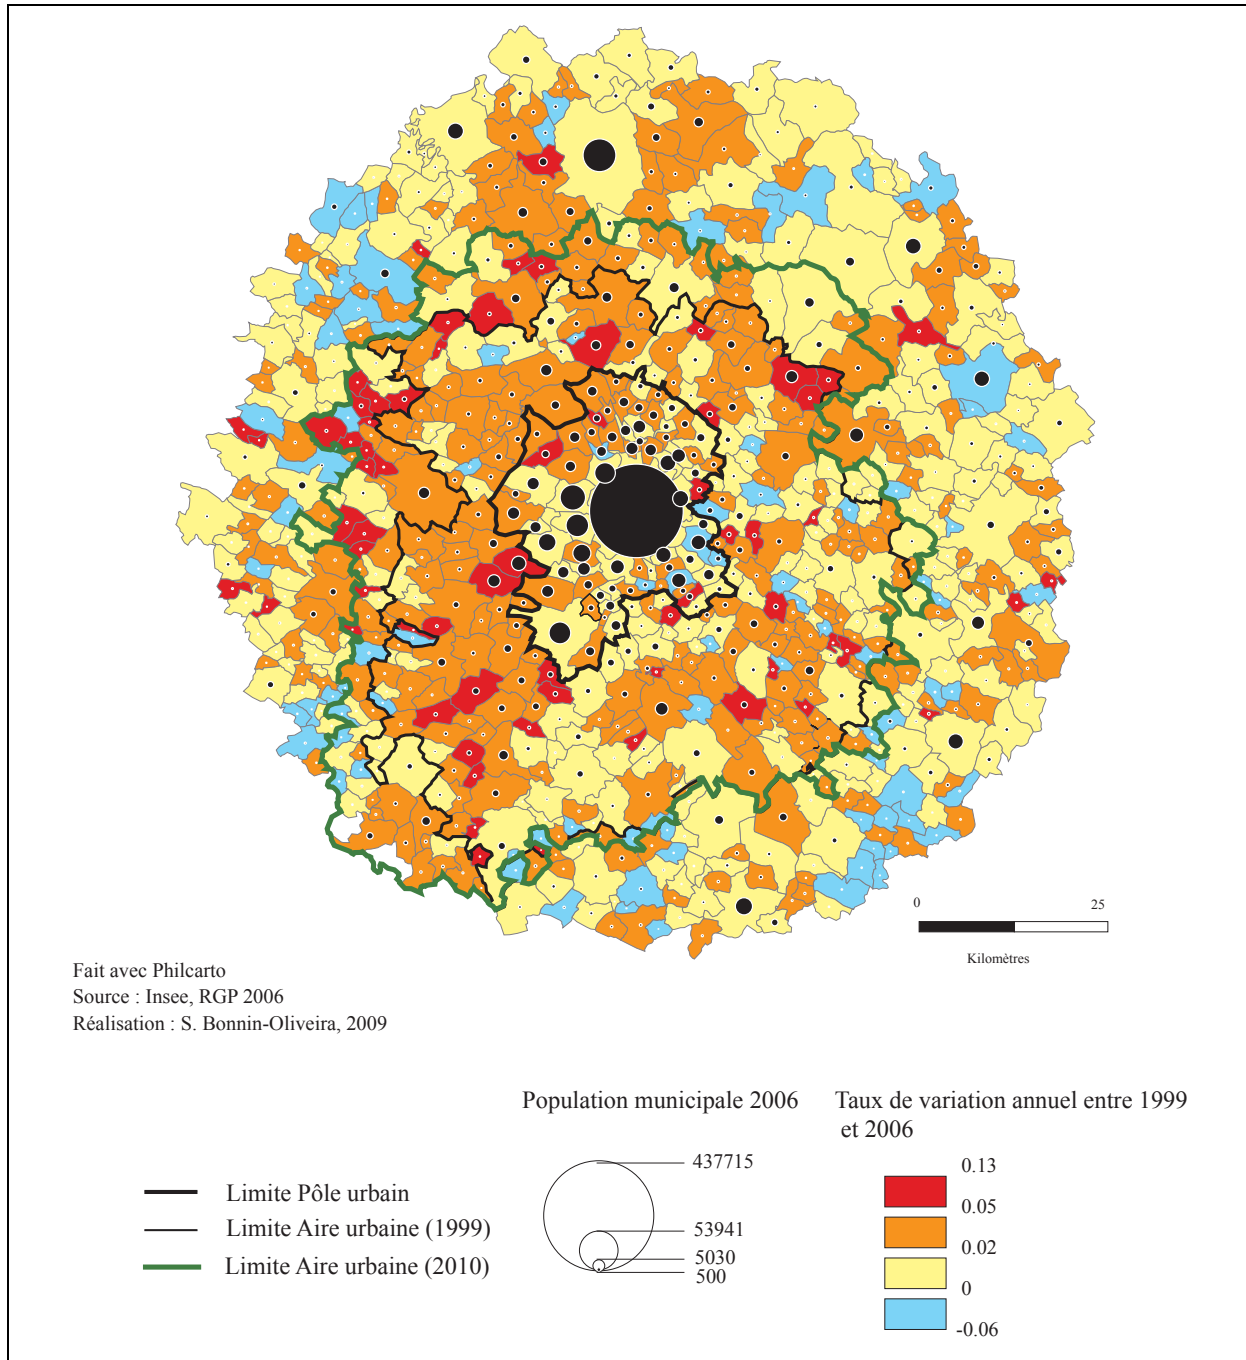 0
25
Kilomètres
Fait avec Philcarto
Source : Insee, RGP 2006
Réalisation : S. Bonnin-Oliveira, 2009
Limite Pôle urbain
Limite Aire urbaine (1999)
Limite Aire urbaine (2010)
Population municipale 2006
437715
53941
5030
500
Taux de variation annuel entre 1999
et 2006
0.13
0.05
0.02
0
-0.06